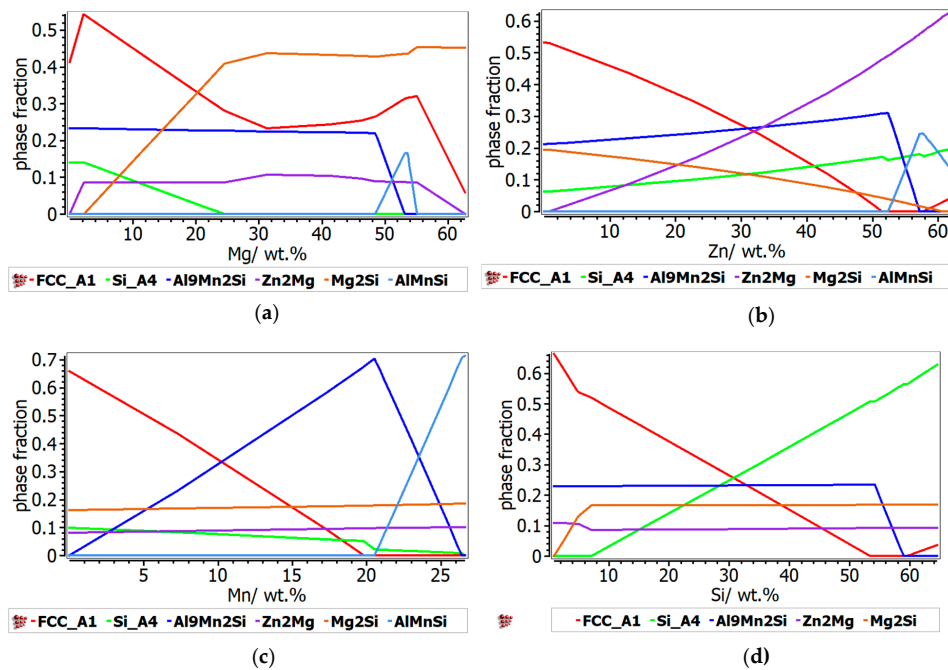 (a)
phase fraction
0.5
0.4
0.3
0.2
0.1
0
10 20 30 40 50 60
Mg/ wt.%
FCC_A1 Si_A4 Al9Mn2Si Zn2Mg Mg2Si AlMnSi
(b)
phase fraction
0.6
0.5
0.4
0.3
0.2
0.1
0
10 20 30 40 50 60
Zn/ wt.%
FCC_A1 Si_A4 Al9Mn2Si Zn2Mg Mg2Si AlMnSi
phase fraction
0.7
0.6
0.5
0.4
0.3
0.2
0.1
0
5 10 15 20 25
Mn/ wt.%
FCC_A1 Si_A4 Al9Mn2Si Zn2Mg Mg2Si AlMnSi
(c)
phase fraction
0.6
0.5
0.4
0.3
0.2
0.1
0
10 20 30 40 50 60
Si/ wt.%
FCC_A1 Si_A4 Al9Mn2Si Zn2Mg Mg2Si
(d)